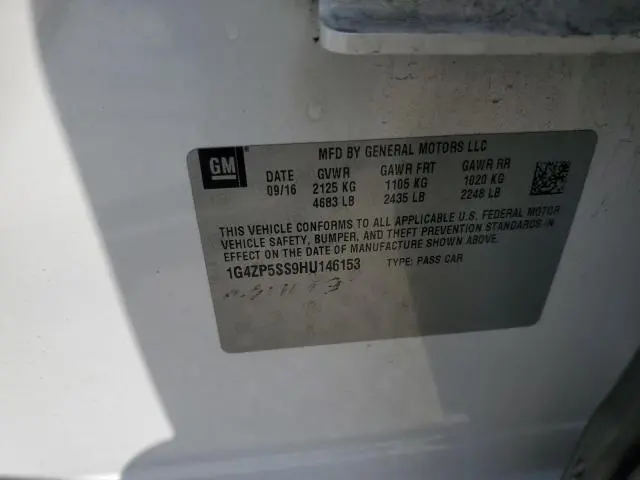 GM
MFD BY GENERAL MOTORS LLC
DATE GVWR GAWR FRT GAWR RR
09/16 2125 KG 1105 KG 1020 KG
4683 LB 2435 LB 2248 LB
THIS VEHICLE CONFORMS TO ALL APPLICABLE U.S. FEDERAL MOTOR
VEHICLE SAFETY, BUMPER, AND THEFT PREVENTION STANDARDS IN
EFFECT ON THE DATE OF MANUFACTURE SHOWN ABOVE.
1G4ZP5SS9HU146153 TYPE: PASS CAR